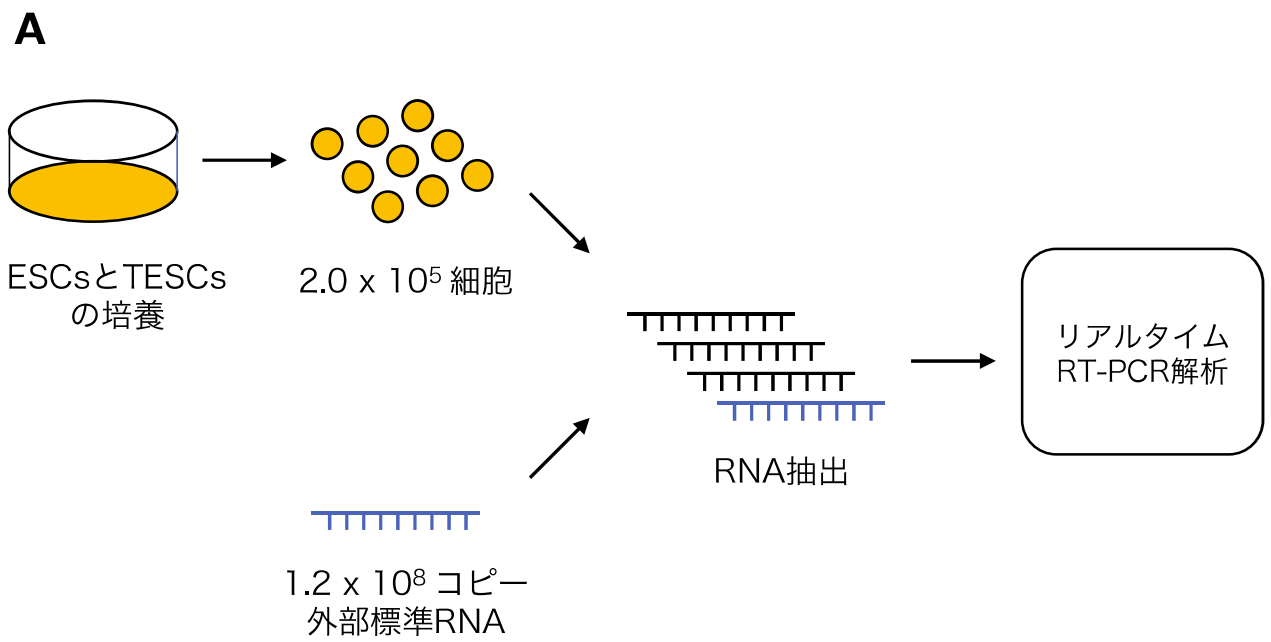 A
ESCsとTESCs
の培養
2.0 x 10⁵ 細胞
1.2 x 10⁸ コピー
外部標準RNA
RNA抽出
リアルタイム
RT-PCR解析